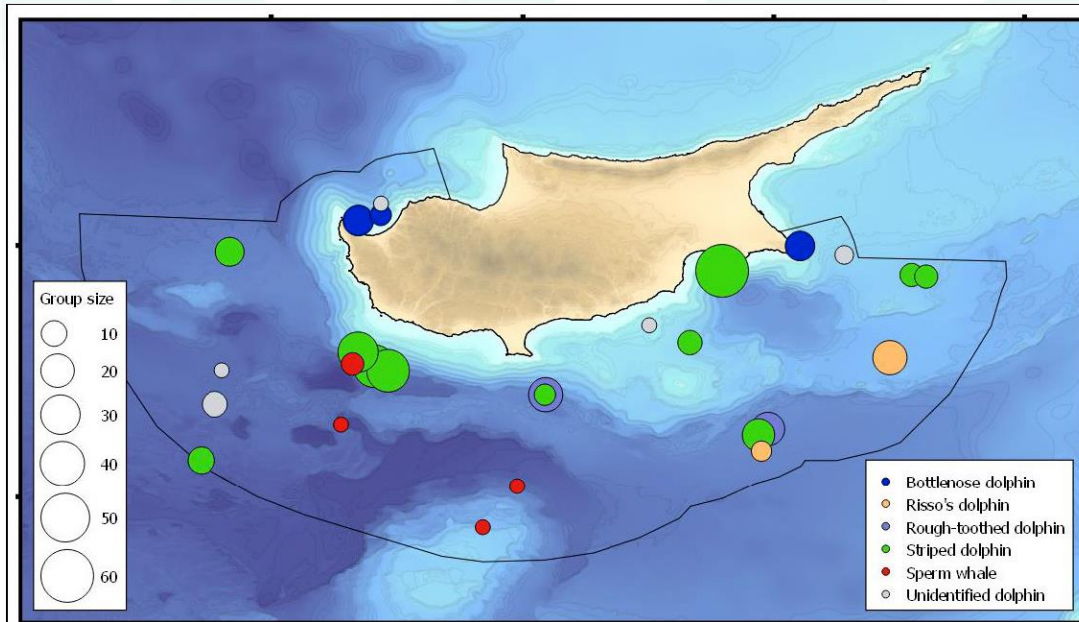 Group size
10
20
30
40
50
60
Bottlenose dolphin
Risso's dolphin
Rough-toothed dolphin
Striped dolphin
Sperm whale
Unidentified dolphin